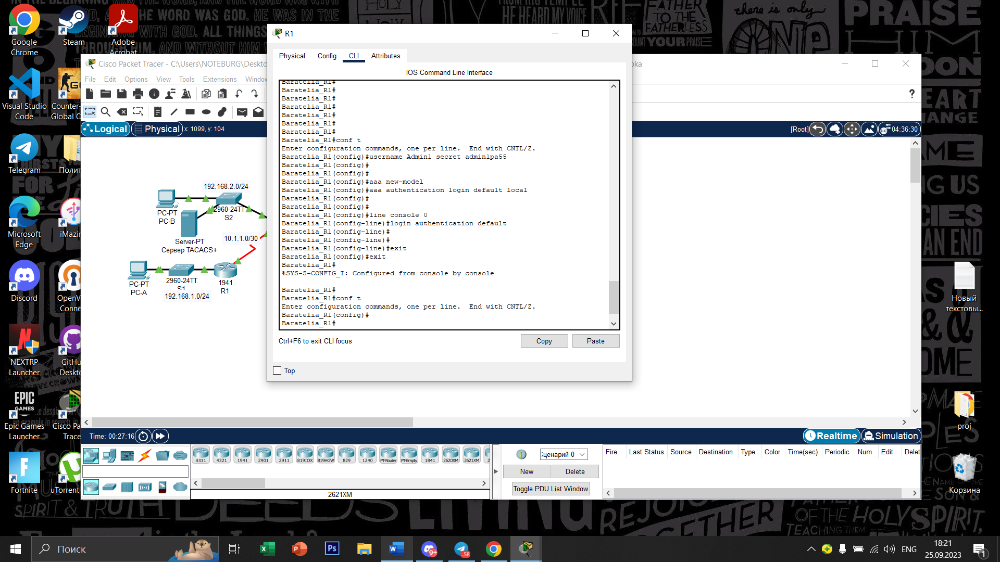 Google
Chrome
Steam
Adobe
Acrobat
Visual Studio
Code
Counter-
Global O
Telegram
Полит
Microsoft
Edge
iMazir
Discord
OpenV
Conne
NEXTRP
Launcher
GitHu
Deskto
EPIC
GAMES
Epic Games
Launcher
Cisco Pa
Trace
Fortnite
uTorrent
Новый
текстовы...
proj
Корзина
Cisco Packet Tracer - C:\Users\NOTEBURG\Deskto
File Edit Options View Tools Extensions Window
Logical
Physical
x: 1099, y: 104
[Root]
04:36:30
192.168.2.0/24
PC-PT
PC-B
2960-24TT
S2
Server-PT
Сервер TACACS+
10.1.1.0/30
PC-PT
PC-A
2960-24TT
S1
192.168.1.0/24
1941
R1
R1
Physical Config CLI Attributes
IOS Command Line Interface
Baratelia_R1#
Baratelia_R1#
Baratelia_R1#
Baratelia_R1#
Baratelia_R1#
Baratelia_R1#
Baratelia_R1#
Baratelia_R1#conf t
Enter configuration commands, one per line.  End with CNTL/Z.
Baratelia_R1(config)#username Admin1 secret admin1pa55
Baratelia_R1(config)#
Baratelia_R1(config)#
Baratelia_R1(config)#aaa new-model
Baratelia_R1(config)#aaa authentication login default local
Baratelia_R1(config)#
Baratelia_R1(config)#
Baratelia_R1(config)#line console 0
Baratelia_R1(config-line)#login authentication default
Baratelia_R1(config-line)#
Baratelia_R1(config-line)#
Baratelia_R1(config-line)#exit
Baratelia_R1(config)#exit
Baratelia_R1#
%SYS-5-CONFIG_I: Configured from console by console
Baratelia_R1#
Baratelia_R1#conf t
Enter configuration commands, one per line.  End with CNTL/Z.
Baratelia_R1(config)#
Baratelia_R1#
Ctrl+F6 to exit CLI focus
Copy
Paste
Top
Time: 00:27:16
Realtime
Simulation
4331 4321 1941 2901 2911 819IOX 819HGW 829 1240 PT-Router PT-Empty 1841 2620XM 2621XM
2621XM
Сценарий 0
New
Delete
Toggle PDU List Window
Fire Last Status Source Destination Type Color Time(sec) Periodic Num Edit Delet
Поиск
ENG
18:21
25.09.2023
1